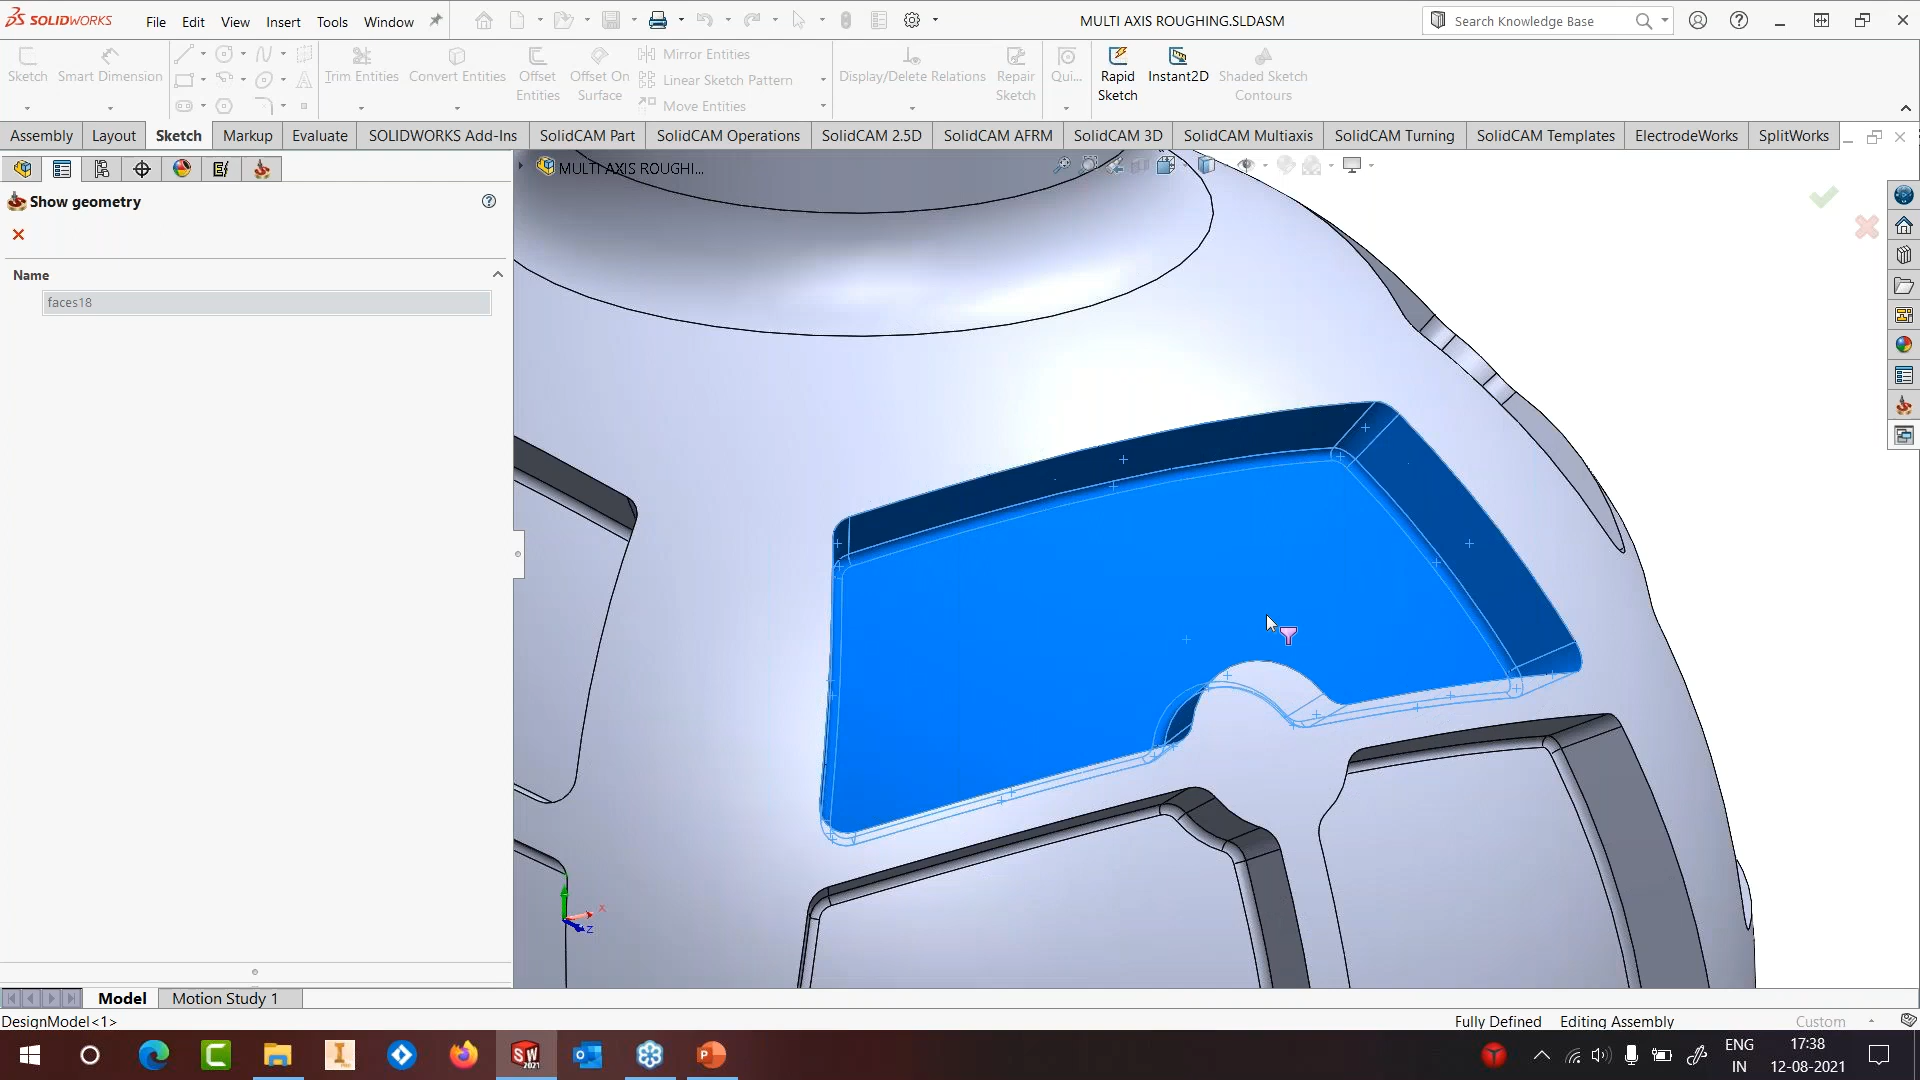 SOLIDWORKS File Edit View Insert Tools Window MULTI AXIS ROUGHING.SLDASM Search Knowledge Base
Sketch Smart Dimension Trim Entities Convert Entities Offset Entities Offset On Surface Mirror Entities Linear Sketch Pattern Move Entities Display/Delete Relations Repair Sketch Qui... Rapid Sketch Instant2D Shaded Sketch Contours
Assembly Layout Sketch Markup Evaluate SOLIDWORKS Add-Ins SolidCAM Part SolidCAM Operations SolidCAM 2.5D SolidCAM AFRM SolidCAM 3D SolidCAM Multiaxis SolidCAM Turning SolidCAM Templates ElectrodeWorks SplitWorks
MULTI AXIS ROUGHI...
Show geometry
Name
faces18
X
Z
Model Motion Study 1
DesignModel<1> Fully Defined Editing Assembly Custom
SW 2021
ENG 17:38
IN 12-08-2021